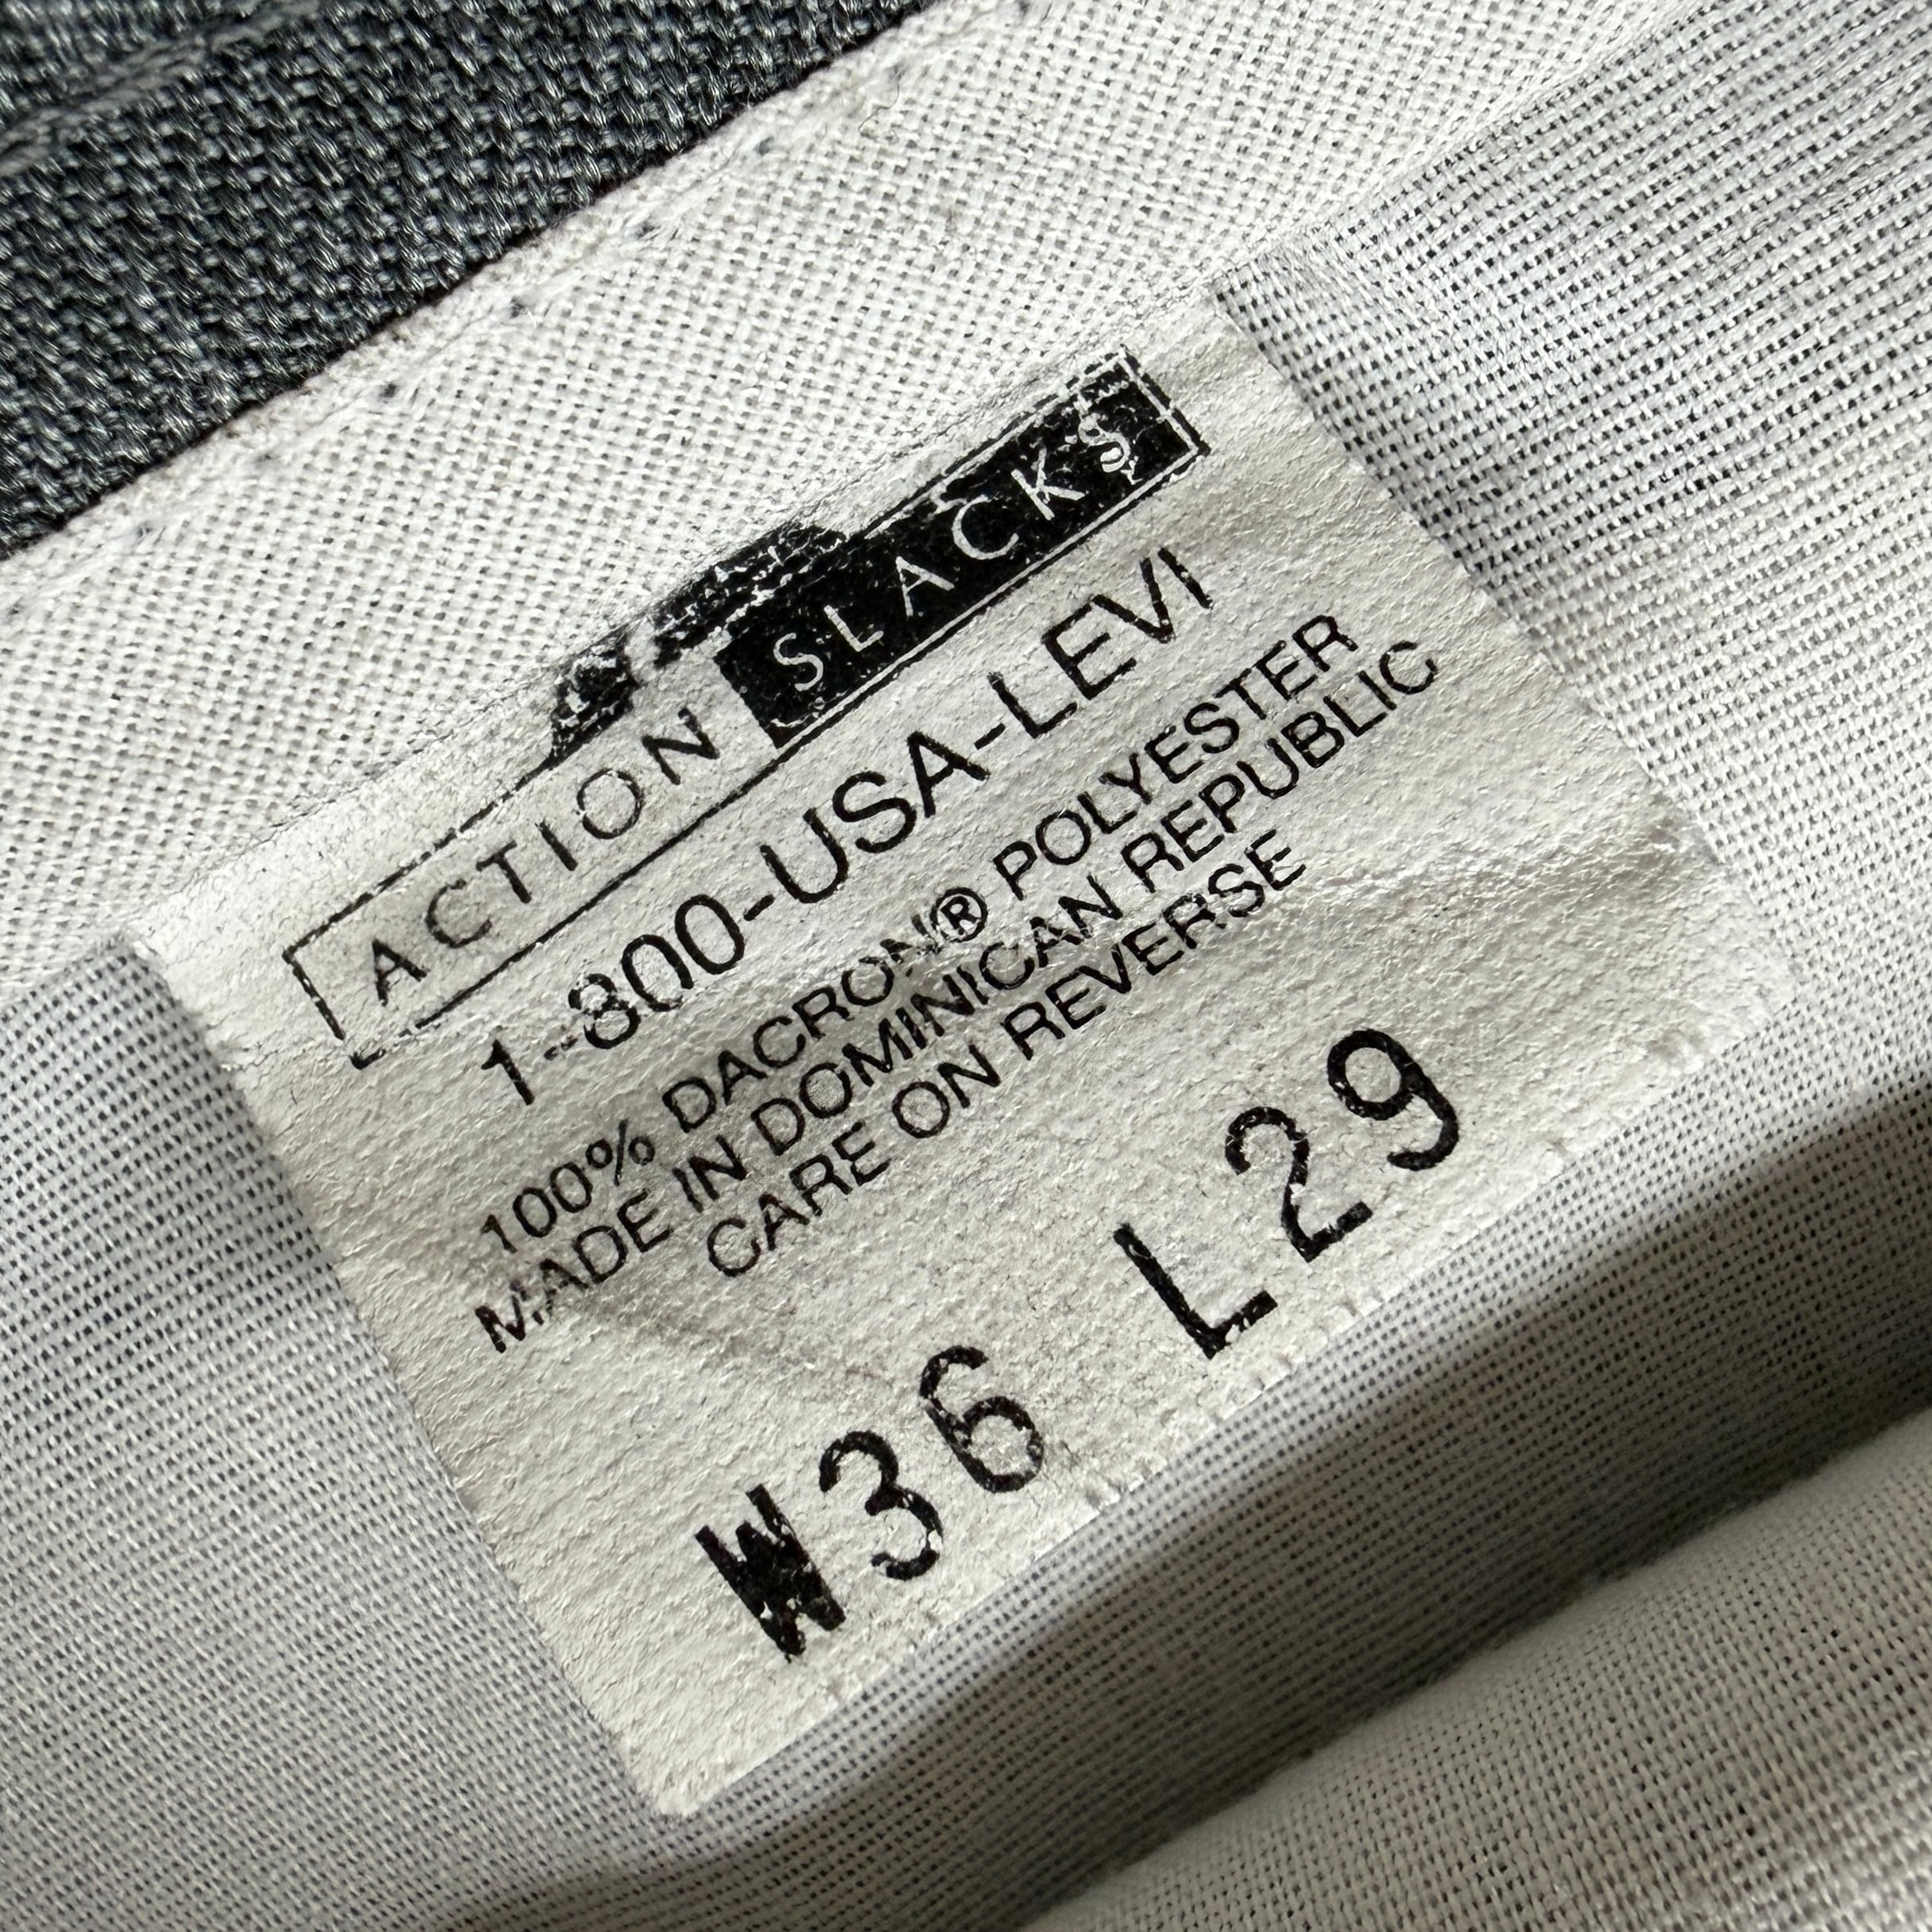 ACTION SLACKS
1-800-USA-LEVI
100% DACRON® POLYESTER
MADE IN DOMINICAN REPUBLIC
CARE ON REVERSE
W36 L29